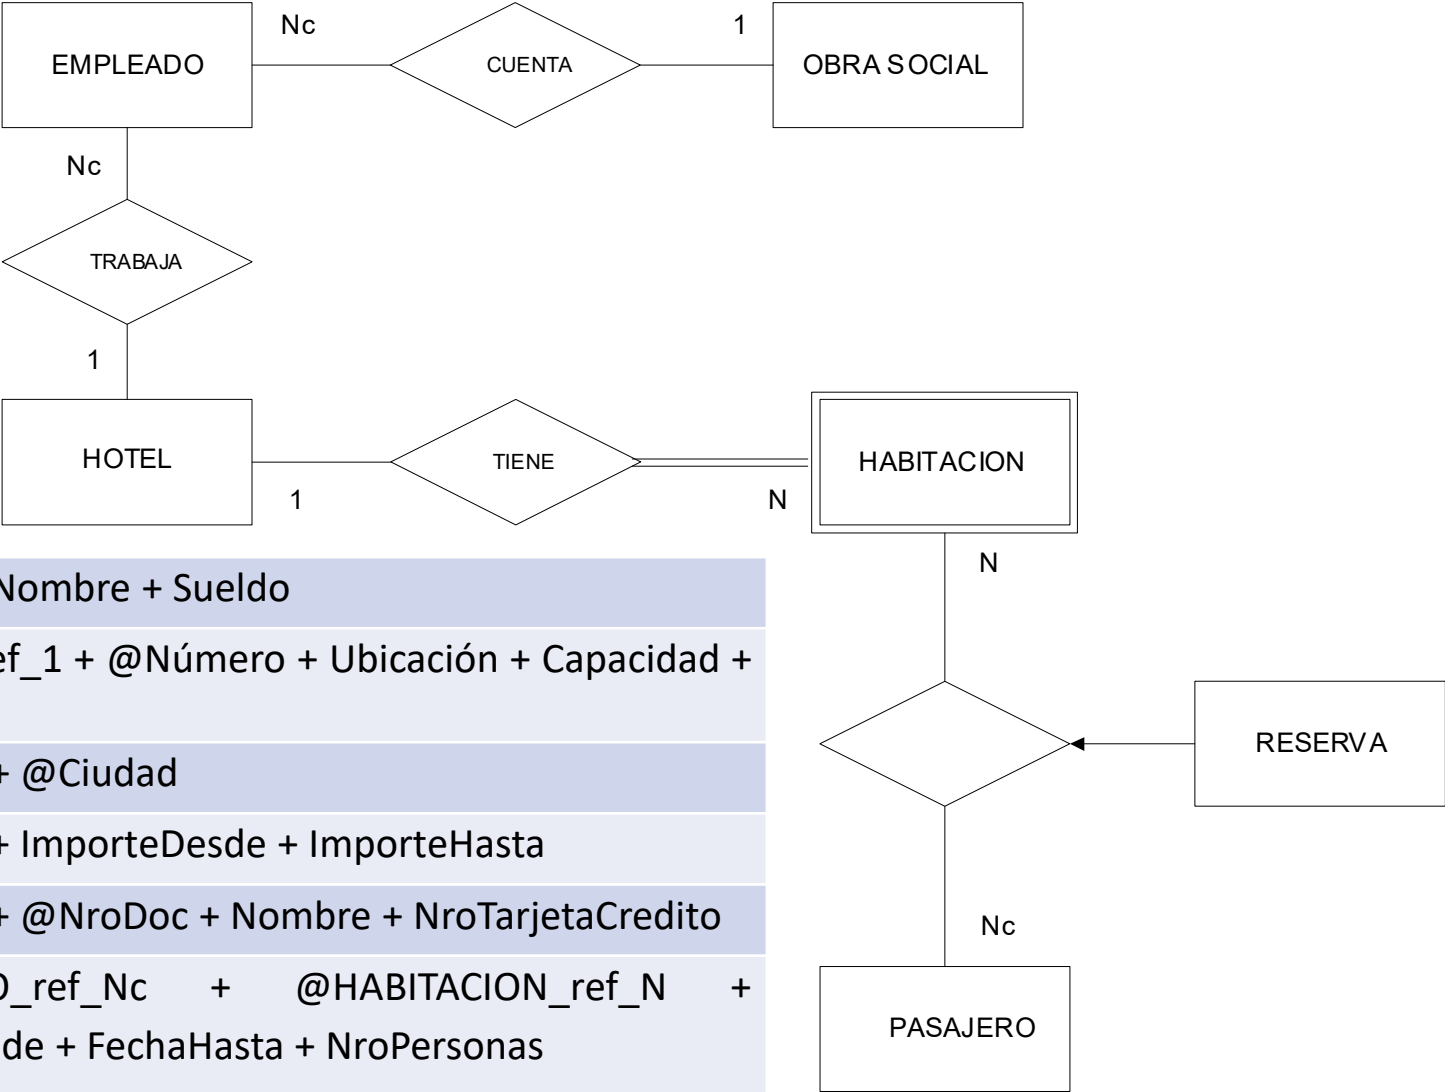 Nc
1
EMPLEADO
CUENTA
OBRA SOCIAL
Nc
TRABAJA
1
HOTEL
TIENE
HABITACION
1
N
N
Nombre + Sueldo
ef_1 + @Número + Ubicación + Capacidad +
+ @Ciudad
+ ImporteDesde + ImporteHasta
+ @NroDoc + Nombre + NroTarjetaCredito
O_ref_Nc + @HABITACION_ref_N +
de + FechaHasta + NroPersonas
RESERVA
Nc
PASAJERO